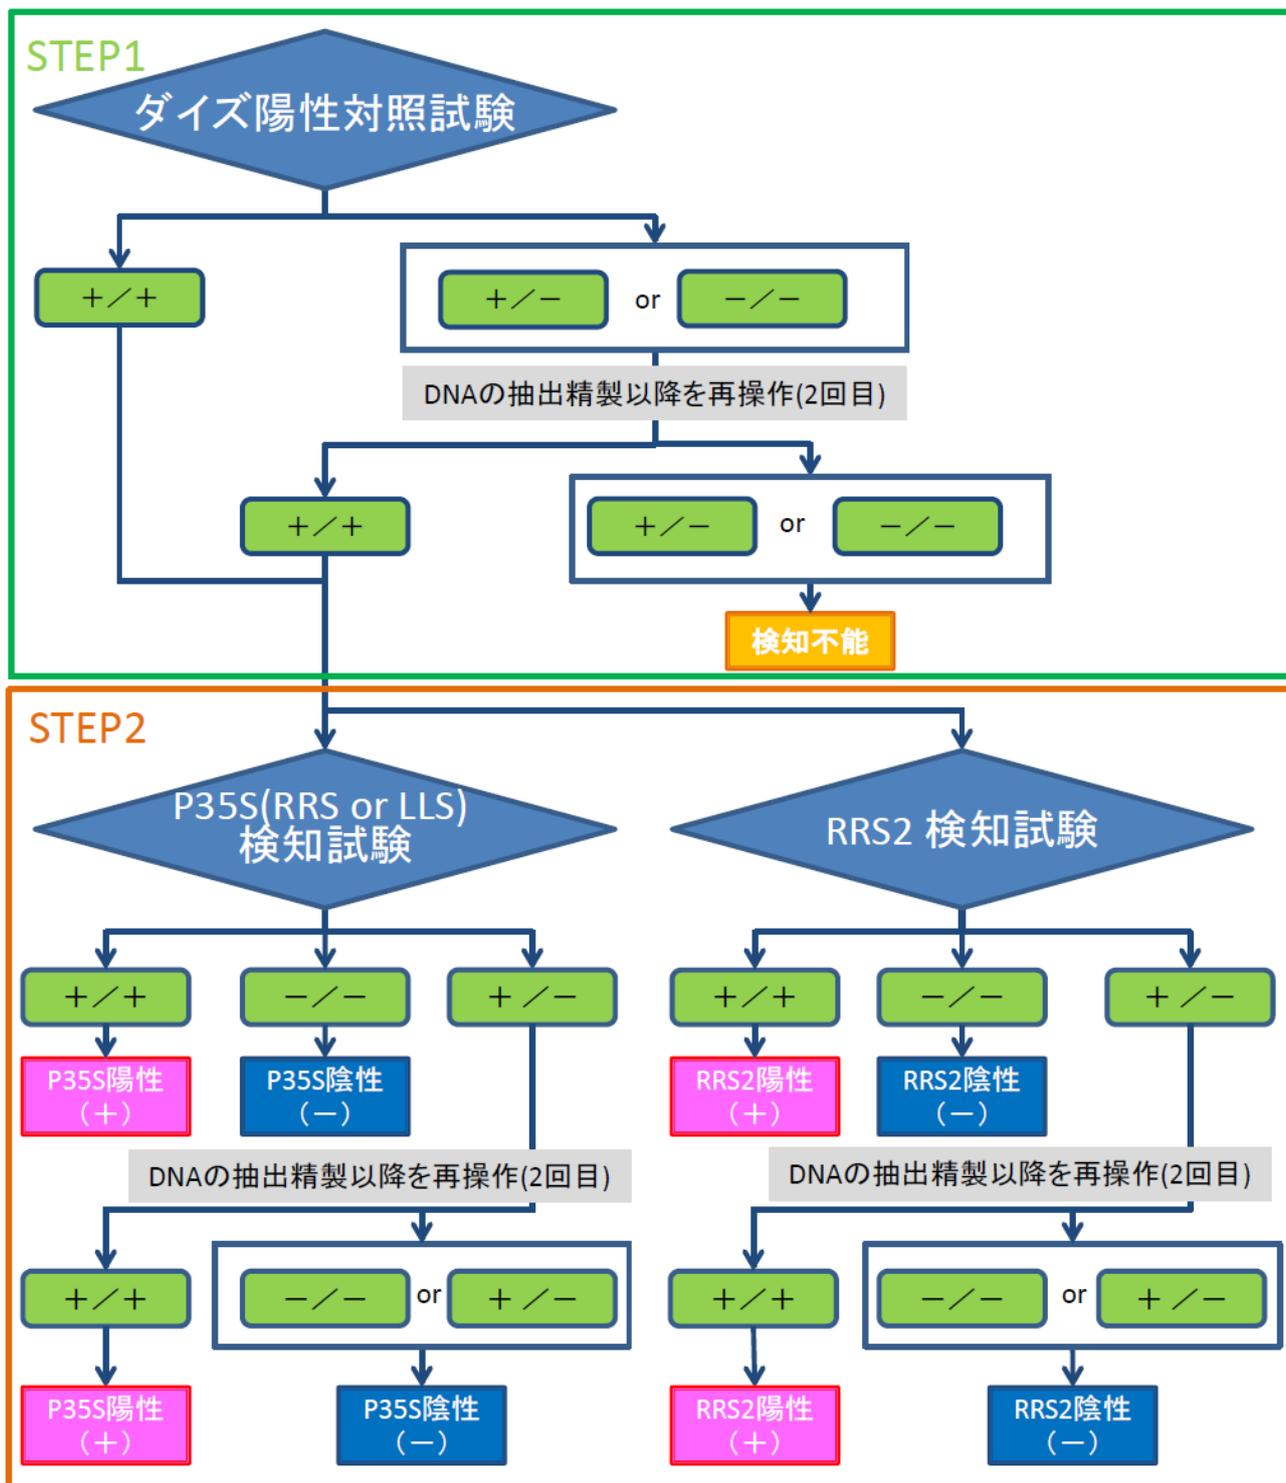 STEP1
ダイズ陽性対照試験
+/+
+/-
or
-/-
DNAの抽出精製以降を再操作(2回目)
+/+
+/-
or
-/-
検知不能
STEP2
P35S(RRS or LLS)
検知試験
RRS2 検知試験
+/+
-/-
+/-
+/+
-/-
+/-
P35S陽性
(+)
P35S陰性
(-)
RRS2陽性
(+)
RRS2陰性
(-)
DNAの抽出精製以降を再操作(2回目)
DNAの抽出精製以降を再操作(2回目)
+/+
-/-
or
+/-
+/+
-/-
or
+/-
P35S陽性
(+)
P35S陰性
(-)
RRS2陽性
(+)
RRS2陰性
(-)